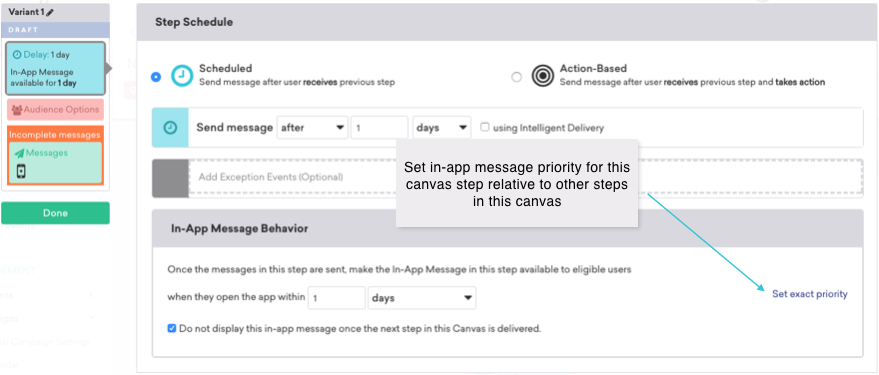 Variant 1
DRAFT
Delay: 1 day
In-App Message
available for 1 day
Audience Options
Incomplete messages
Messages
Done
Step Schedule
Scheduled
Send message after user receives previous step
Action-Based
Send message after user receives previous step and takes action
Send message after 1 days using Intelligent Delivery
Add Exception Events (Optional)
Set in-app message priority for this
canvas step relative to other steps
in this canvas
In-App Message Behavior
Once the messages in this step are sent, make the In-App Message in this step available to eligible users
when they open the app within 1 days
Set exact priority
Do not display this in-app message once the next step in this Canvas is delivered.